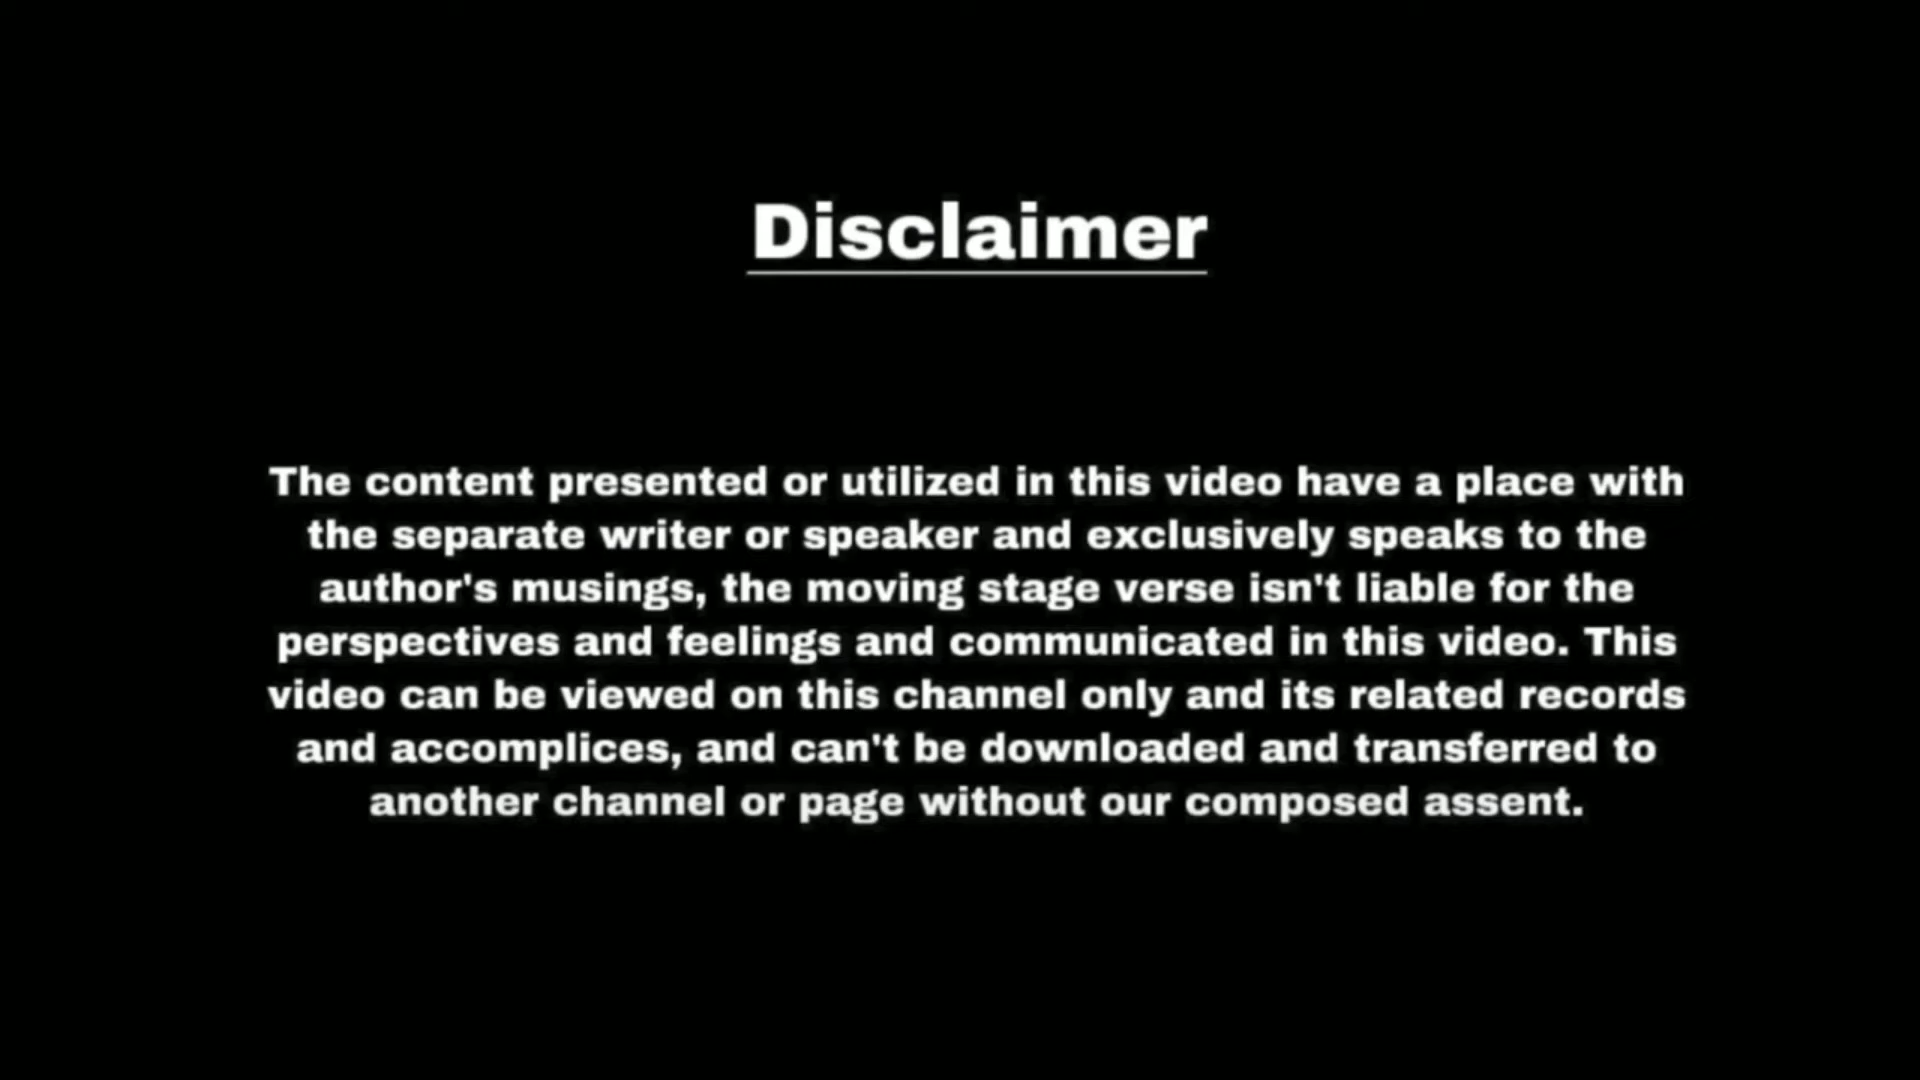 Disclaimer
The content presented or utilized in this video have a place with
the separate writer or speaker and exclusively speaks to the
author's musings, the moving stage verse isn't liable for the
perspectives and feelings and communicated in this video. This
video can be viewed on this channel only and its related records
and accomplices, and can't be downloaded and transferred to
another channel or page without our composed assent.